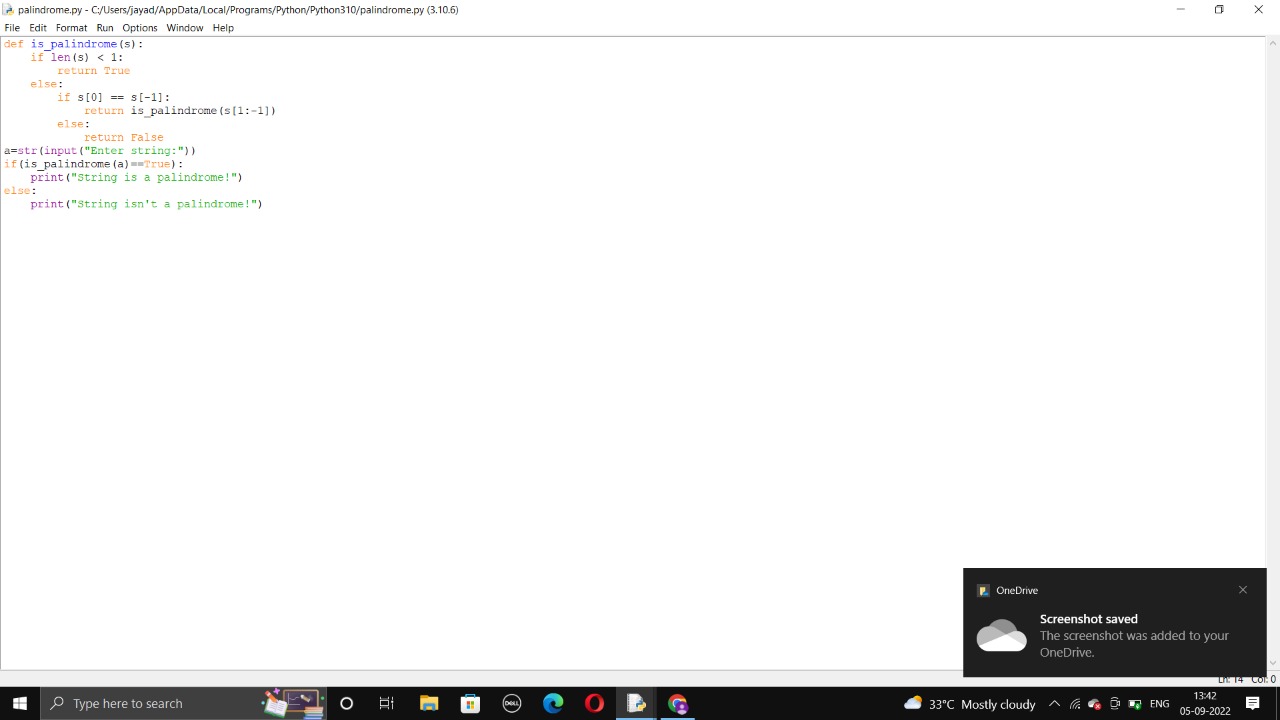 palindrome.py - C:/Users/jayad/AppData/Local/Programs/Python/Python310/palindrome.py (3.10.6)
File Edit Format Run Options Window Help
def is_palindrome(s):
    if len(s) < 1:
        return True
    else:
        if s[0] == s[-1]:
            return is_palindrome(s[1:-1])
        else:
            return False
a=str(input("Enter string:"))
if(is_palindrome(a)==True):
    print("String is a palindrome!")
else:
    print("String isn't a palindrome!")
OneDrive
Screenshot saved
The screenshot was added to your
OneDrive.
Ln: 14 Col: 0
Type here to search
DELL
33°C Mostly cloudy
ENG
13:42
05-09-2022